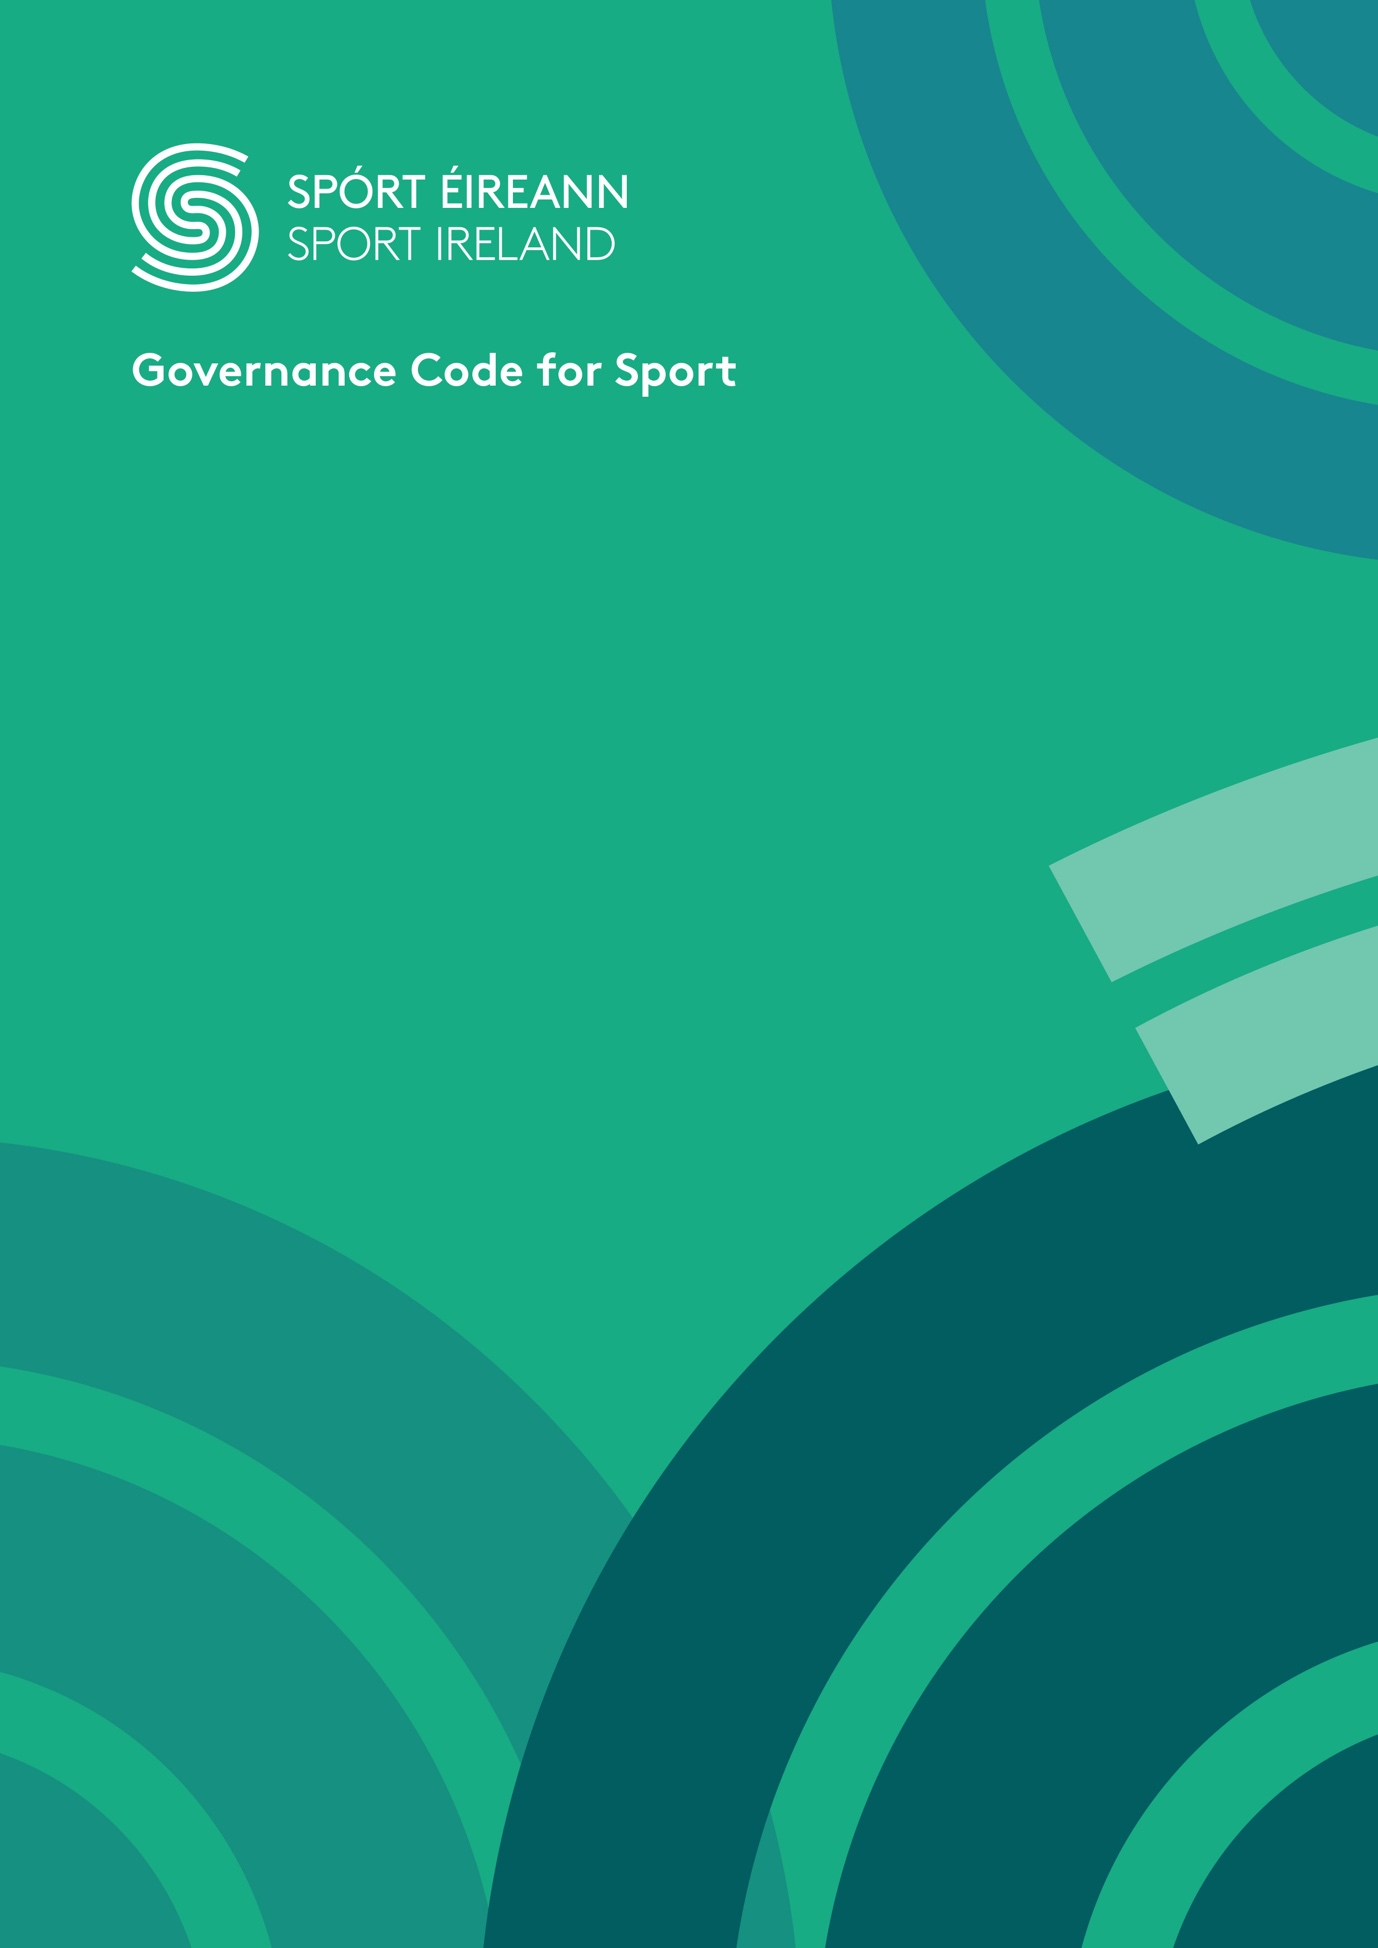 SPÓRT ÉIREANN
SPORT IRELAND
Governance Code for Sport